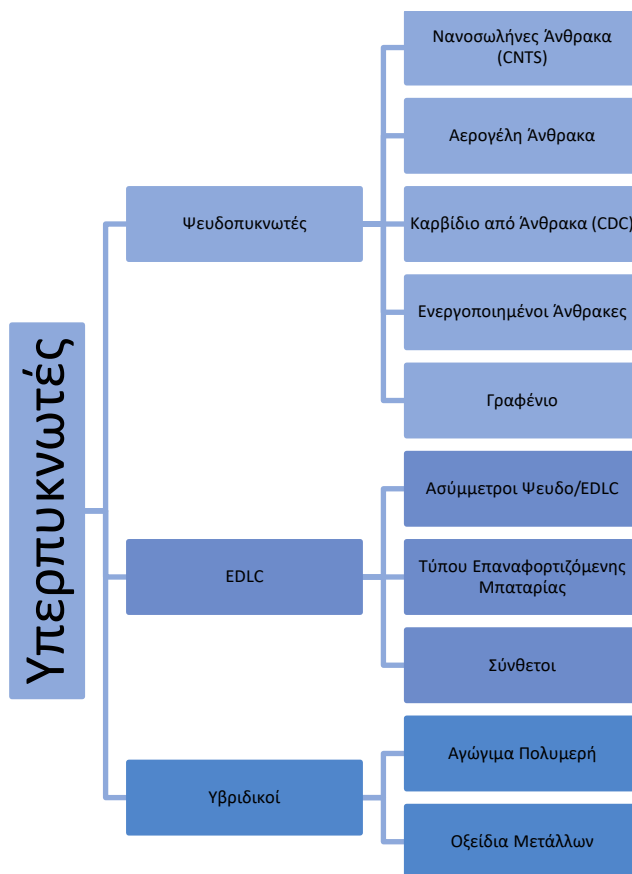 Υπερπυκνωτές
Ψευδοπυκνωτές
Νανοσωλήνες Άνθρακα
(CNTS)
Αερογέλη Άνθρακα
Καρβίδιο από Άνθρακα (CDC)
Ενεργοποιημένοι Άνθρακες
Γραφένιο
EDLC
Ασύμμετροι Ψευδο/EDLC
Τύπου Επαναφορτιζόμενης
Μπαταρίας
Σύνθετοι
Υβριδικοί
Αγώγιμα Πολυμερή
Οξείδια Μετάλλων